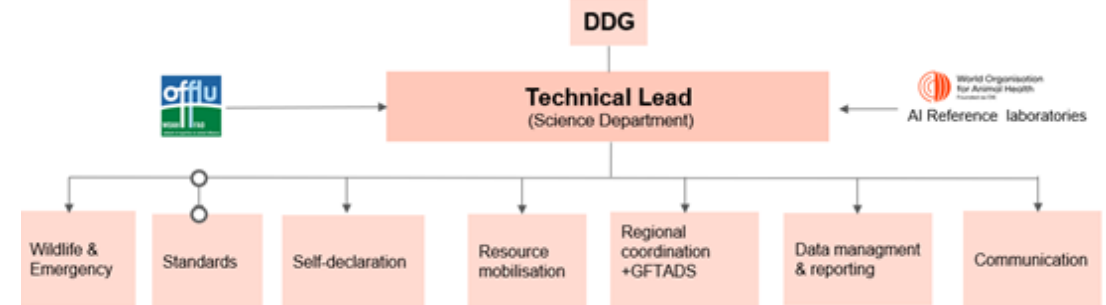 DDG
offlu
Technical Lead
(Science Department)
World Organisation
for Animal Health
AI Reference laboratories
Wildlife &
Emergency
Standards
Self-declaration
Resource
mobilisation
Regional
coordination
+GFTADS
Data managment
& reporting
Communication